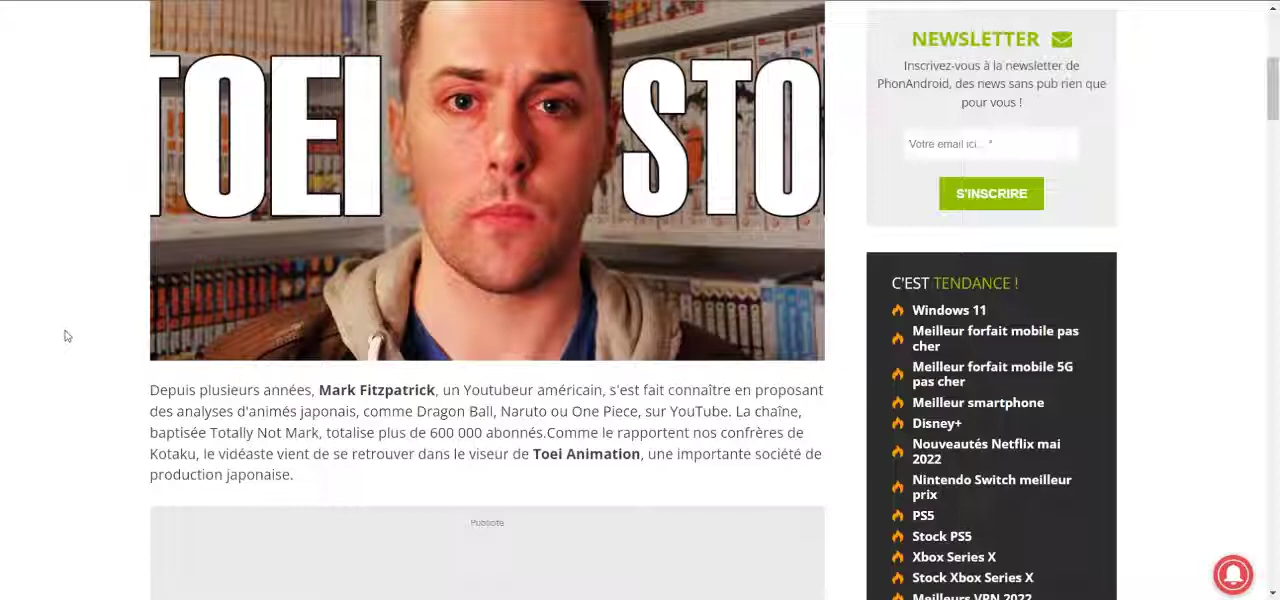 TOEI STO
Depuis plusieurs années, Mark Fitzpatrick, un Youtubeur américain, s'est fait connaître en proposant
des analyses d'animés japonais, comme Dragon Ball, Naruto ou One Piece, sur YouTube. La chaîne,
baptisée Totally Not Mark, totalise plus de 600 000 abonnés.Comme le rapportent nos confrères de
Kotaku, le vidéaste vient de se retrouver dans le viseur de Toei Animation, une importante société de
production japonaise.
Publicité
NEWSLETTER
Inscrivez-vous à la newsletter de
PhonAndroid, des news sans pub rien que
pour vous !
Votre email ici... *
S'INSCRIRE
C'EST TENDANCE !
Windows 11
Meilleur forfait mobile pas
cher
Meilleur forfait mobile 5G
pas cher
Meilleur smartphone
Disney+
Nouveautés Netflix mai
2022
Nintendo Switch meilleur
prix
PS5
Stock PS5
Xbox Series X
Stock Xbox Series X
Meilleurs VPN 2022